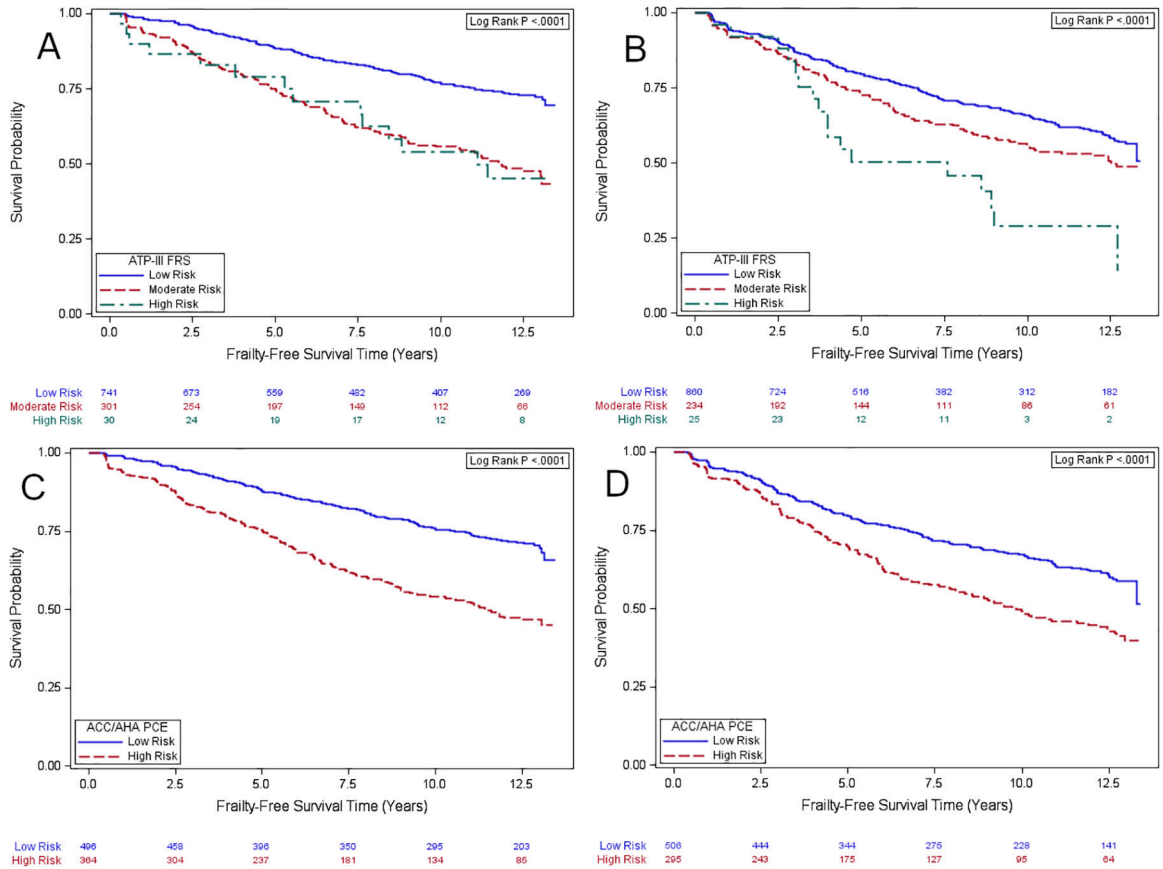 A
Log Rank P <.0001
1.00
0.75
0.50
0.25
0.00
Survival Probability
ATP-III FRS
Low Risk
Moderate Risk
High Risk
0.0 2.5 5.0 7.5 10.0 12.5
Frailty-Free Survival Time (Years)
Low Risk 741 673 559 482 407 269
Moderate Risk 301 254 197 149 112 66
High Risk 30 24 19 17 12 8
B
Log Rank P <.0001
1.00
0.75
0.50
0.25
0.00
Survival Probability
ATP-III FRS
Low Risk
Moderate Risk
High Risk
0.0 2.5 5.0 7.5 10.0 12.5
Frailty-Free Survival Time (Years)
Low Risk 860 724 516 382 312 182
Moderate Risk 234 192 144 111 86 61
High Risk 25 23 12 11 3 2
C
Log Rank P <.0001
1.00
0.75
0.50
0.25
0.00
Survival Probability
ACC/AHA PCE
Low Risk
High Risk
0.0 2.5 5.0 7.5 10.0 12.5
Frailty-Free Survival Time (Years)
Low Risk 496 458 396 350 295 203
High Risk 364 304 237 181 134 85
D
Log Rank P <.0001
1.00
0.75
0.50
0.25
0.00
Survival Probability
ACC/AHA PCE
Low Risk
High Risk
0.0 2.5 5.0 7.5 10.0 12.5
Frailty-Free Survival Time (Years)
Low Risk 506 444 344 275 228 141
High Risk 295 243 175 127 95 64